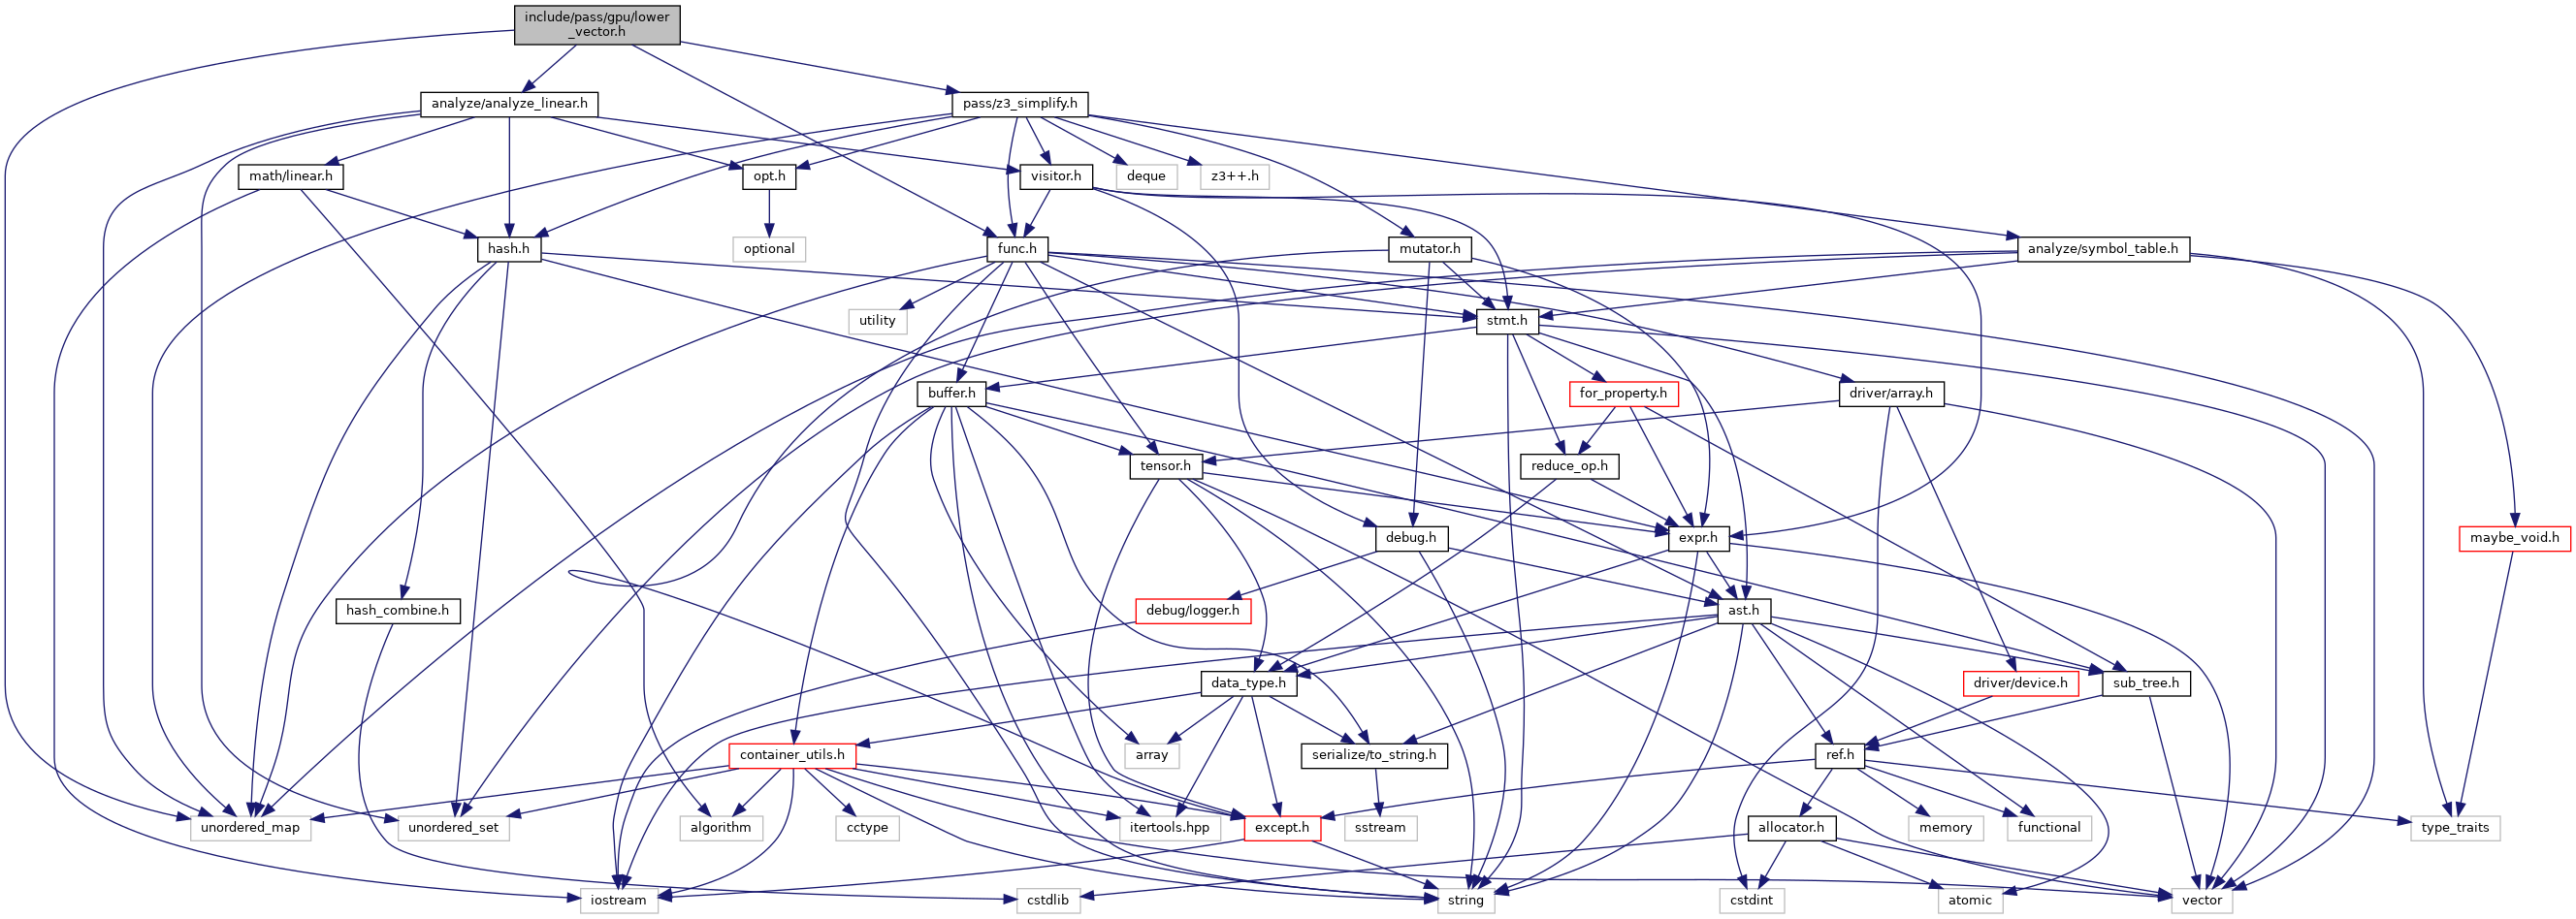 include/pass/gpu/lower
_vector.h
analyze/analyze_linear.h
pass/z3_simplify.h
math/linear.h
opt.h
visitor.h
deque
z3++.h
hash.h
optional
func.h
mutator.h
analyze/symbol_table.h
utility
stmt.h
buffer.h
for_property.h
driver/array.h
tensor.h
reduce_op.h
debug.h
expr.h
maybe_void.h
hash_combine.h
debug/logger.h
ast.h
data_type.h
driver/device.h
sub_tree.h
container_utils.h
array
serialize/to_string.h
ref.h
unordered_map
unordered_set
algorithm
cctype
itertools.hpp
except.h
sstream
allocator.h
memory
functional
type_traits
iostream
cstdlib
string
cstdint
atomic
vector